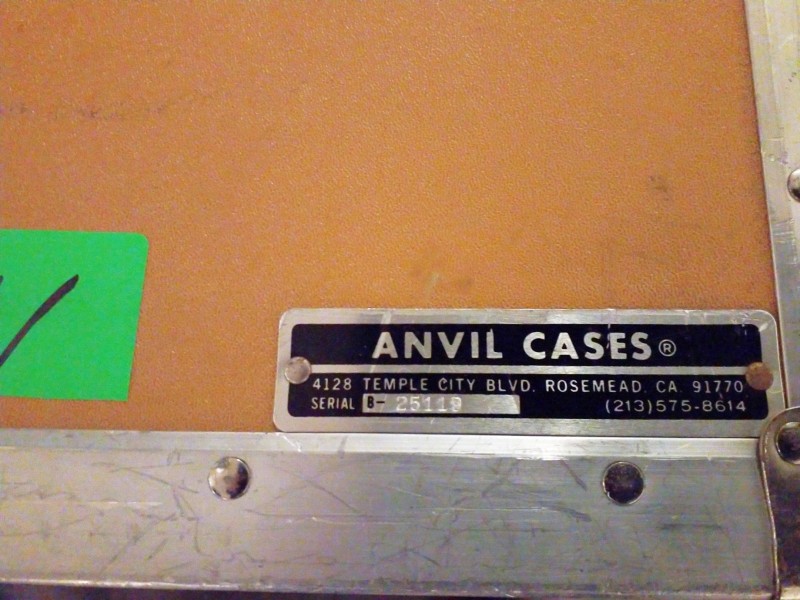 ANVIL CASES®
4128 TEMPLE CITY BLVD. ROSEMEAD, CA. 91770
SERIAL B- 25119 (213)575-8614